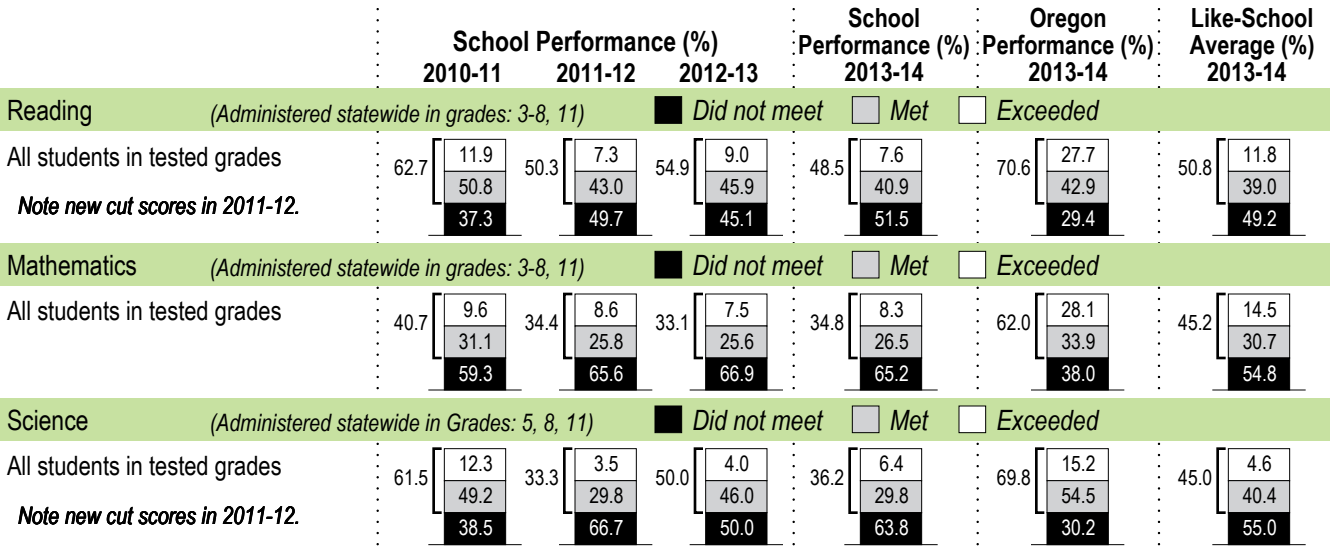 School Performance (%)
School Performance (%)
Oregon Performance (%)
Like-School Average (%)
2010-11 2011-12 2012-13 2013-14 2013-14 2013-14
Reading (Administered statewide in grades: 3-8, 11) Did not meet Met Exceeded
All students in tested grades
Note new cut scores in 2011-12.
62.7 11.9 50.3 7.3 54.9 9.0 48.5 7.6 70.6 27.7 50.8 11.8
50.8 43.0 45.9 40.9 42.9 39.0
37.3 49.7 45.1 51.5 29.4 49.2
Mathematics (Administered statewide in grades: 3-8, 11) Did not meet Met Exceeded
All students in tested grades
40.7 9.6 34.4 8.6 33.1 7.5 34.8 8.3 62.0 28.1 45.2 14.5
31.1 25.8 25.6 26.5 33.9 30.7
59.3 65.6 66.9 65.2 38.0 54.8
Science (Administered statewide in Grades: 5, 8, 11) Did not meet Met Exceeded
All students in tested grades
Note new cut scores in 2011-12.
61.5 12.3 33.3 3.5 50.0 4.0 36.2 6.4 69.8 15.2 45.0 4.6
49.2 29.8 46.0 29.8 54.5 40.4
38.5 66.7 50.0 63.8 30.2 55.0